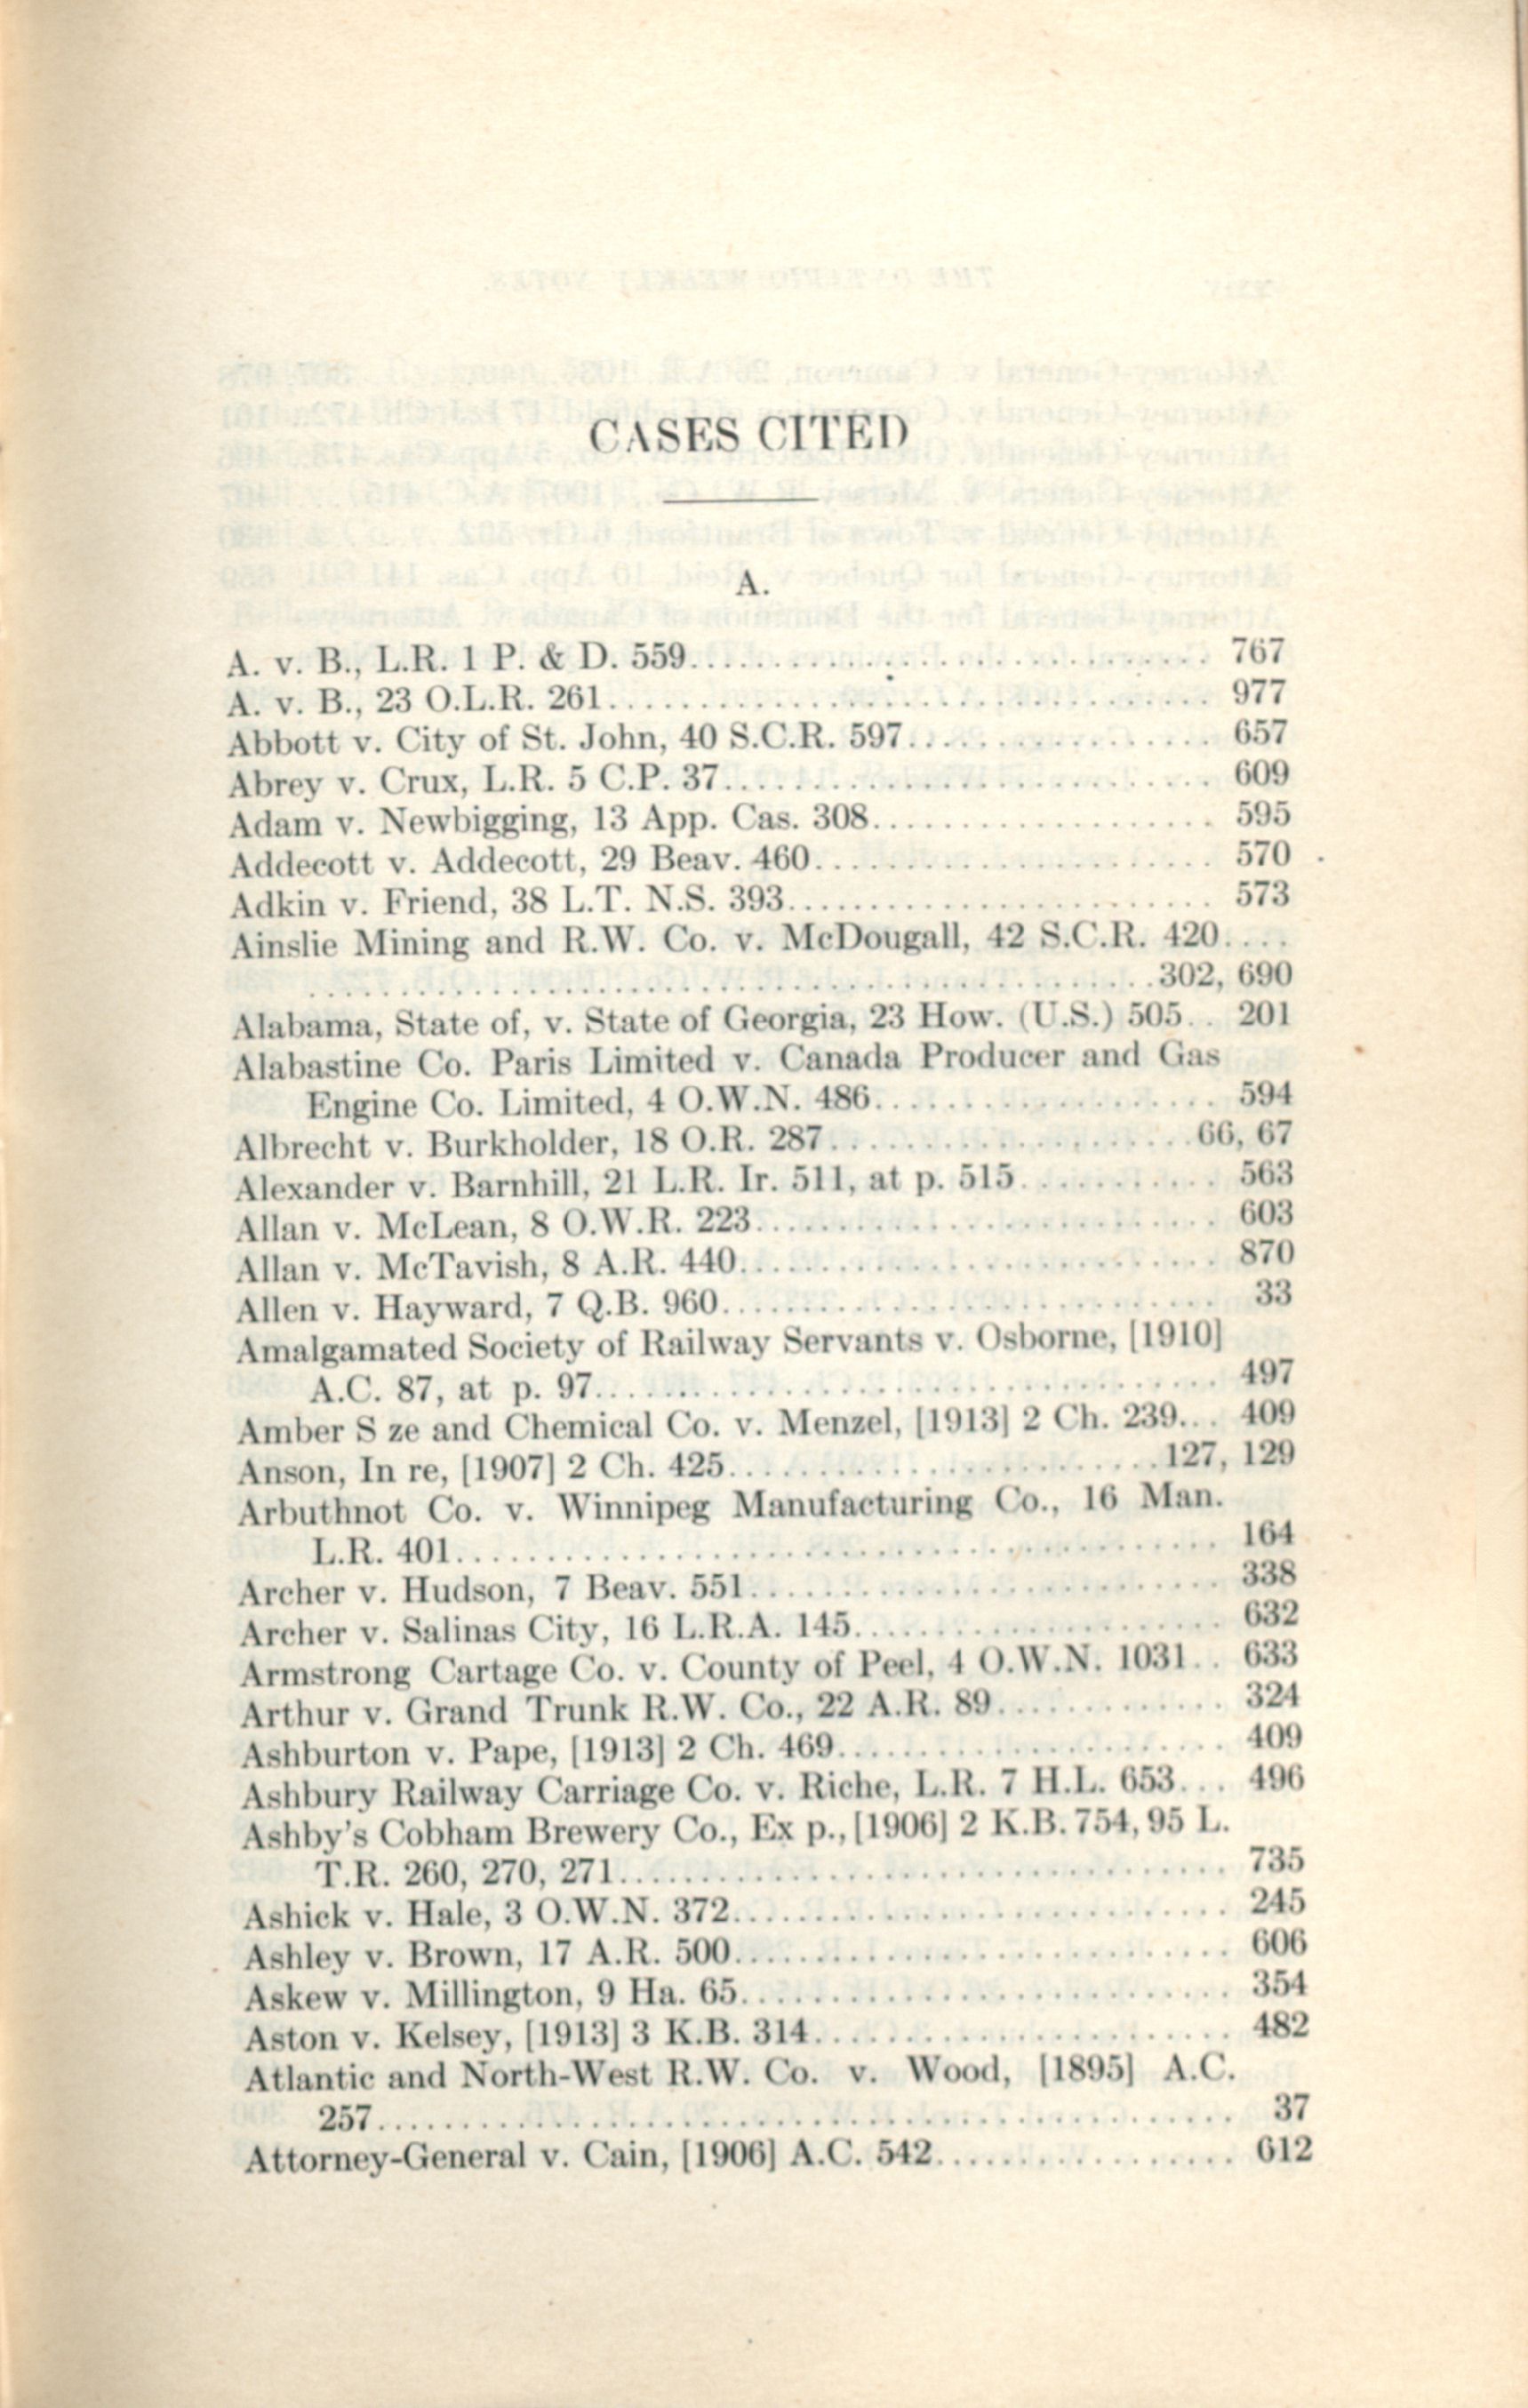 CASES CITED
A.
A. v. B., L.R. 1 P. & D. 559........................................ 767
A. v. B., 23 O.L.R. 261........................................ 977
Abbott v. City of St. John, 40 S.C.R. 597.................... 657
Abrey v. Crux, L.R. 5 C.P. 37.............................. 609
Adam v. Newbigging, 13 App. Cas. 308.................... 595
Addecott v. Addecott, 29 Beav. 460........................ 570
Adkin v. Friend, 38 L.T. N.S. 393........................ 573
Ainslie Mining and R.W. Co. v. McDougall, 42 S.C.R. 420....
........................................................302, 690
Alabama, State of, v. State of Georgia, 23 How. (U.S.) 505.. 201
Alabastine Co. Paris Limited v. Canada Producer and Gas
Engine Co. Limited, 4 O.W.N. 486.................... 594
Albrecht v. Burkholder, 18 O.R. 287.....................66, 67
Alexander v. Barnhill, 21 L.R. Ir. 511, at p. 515............ 563
Allan v. McLean, 8 O.W.R. 223............................ 603
Allan v. McTavish, 8 A.R. 440............................ 870
Allen v. Hayward, 7 Q.B. 960............................ 33
Amalgamated Society of Railway Servants v. Osborne, [1910]
A.C. 87, at p. 97.................................... 497
Amber S ze and Chemical Co. v. Menzel, [1913] 2 Ch. 239... 409
Anson, In re, [1907] 2 Ch. 425.........................127, 129
Arbuthnot Co. v. Winnipeg Manufacturing Co., 16 Man.
L.R. 401............................................ 164
Archer v. Hudson, 7 Beav. 551............................ 338
Archer v. Salinas City, 16 L.R.A. 145...................... 632
Armstrong Cartage Co. v. County of Peel, 4 O.W.N. 1031.. 633
Arthur v. Grand Trunk R.W. Co., 22 A.R. 89.............. 324
Ashburton v. Pape, [1913] 2 Ch. 469...................... 409
Ashbury Railway Carriage Co. v. Riche, L.R. 7 H.L. 653... 496
Ashby's Cobham Brewery Co., Ex p., [1906] 2 K.B. 754, 95 L.
T.R. 260, 270, 271.................................. 735
Ashick v. Hale, 3 O.W.N. 372............................ 245
Ashley v. Brown, 17 A.R. 500............................ 606
Askew v. Millington, 9 Ha. 65............................ 354
Aston v. Kelsey, [1913] 3 K.B. 314........................ 482
Atlantic and North-West R.W. Co. v. Wood, [1895] A.C.
257................................................ 37
Attorney-General v. Cain, [1906] A.C. 542.................. 612